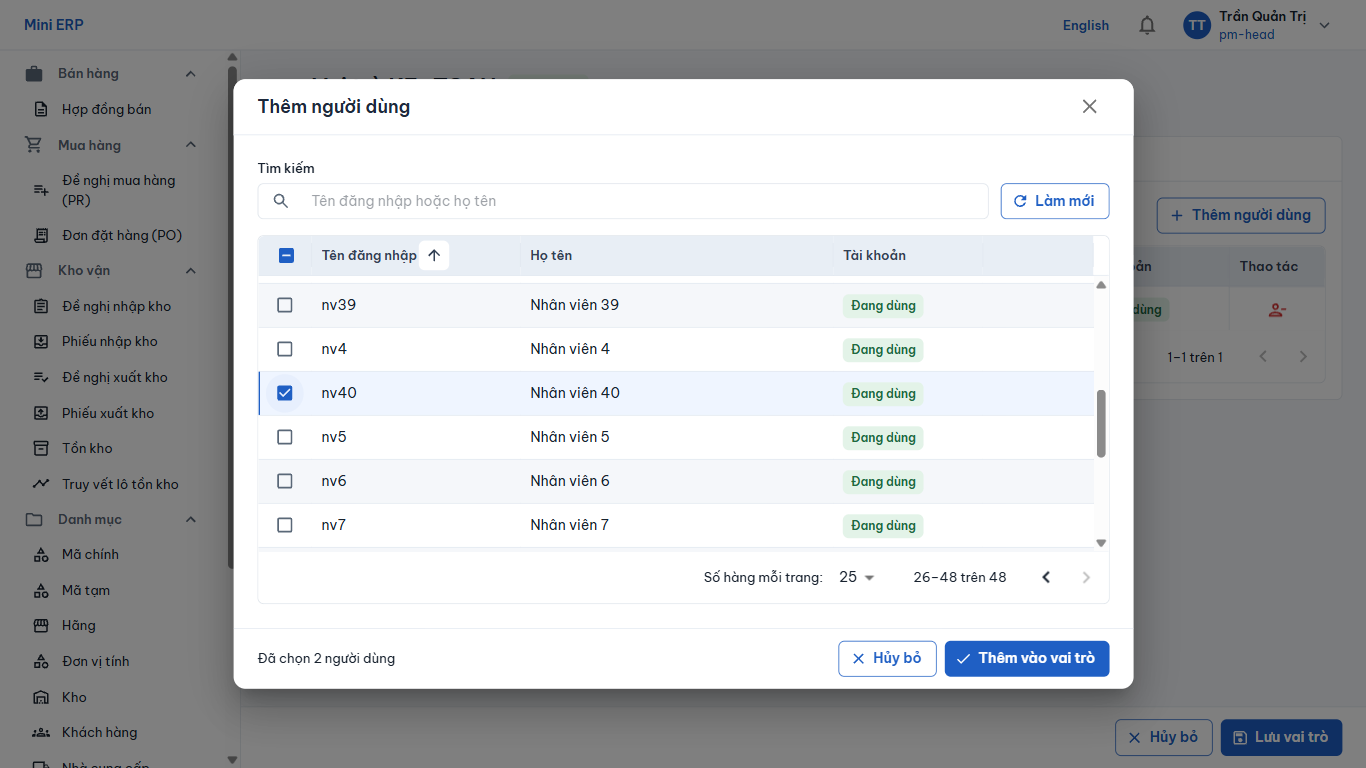 Mini ERP
English
TT
Trần Quản Trị
pm-head
Bán hàng
Hợp đồng bán
Mua hàng
Đề nghị mua hàng
(PR)
Đơn đặt hàng (PO)
Kho vận
Đề nghị nhập kho
Phiếu nhập kho
Đề nghị xuất kho
Phiếu xuất kho
Tồn kho
Truy vết lô tồn kho
Danh mục
Mã chính
Mã tạm
Hãng
Đơn vị tính
Kho
Khách hàng
Thêm người dùng
Tìm kiếm
Tên đăng nhập hoặc họ tên
Làm mới
Tên đăng nhập Họ tên Tài khoản
nv39 Nhân viên 39 Đang dùng
nv4 Nhân viên 4 Đang dùng
nv40 Nhân viên 40 Đang dùng
nv5 Nhân viên 5 Đang dùng
nv6 Nhân viên 6 Đang dùng
nv7 Nhân viên 7 Đang dùng
Số hàng mỗi trang: 25 26–48 trên 48
Đã chọn 2 người dùng
Hủy bỏ
Thêm vào vai trò
Thêm người dùng
Thao tác
dùng
1–1 trên 1
Hủy bỏ
Lưu vai trò